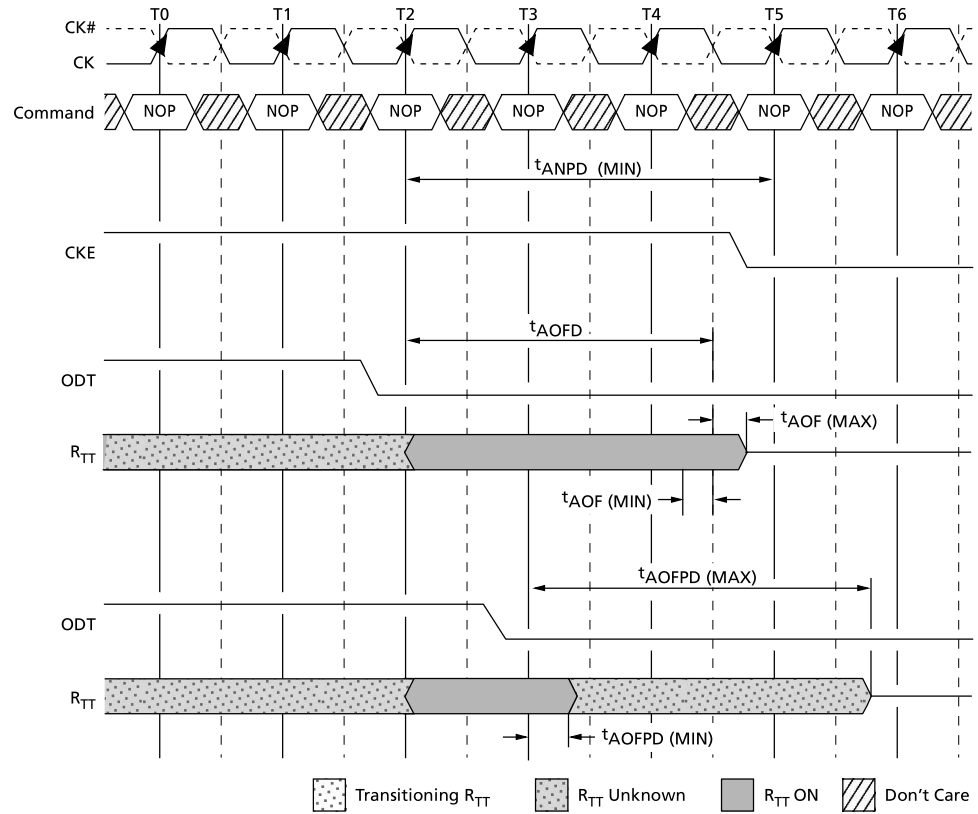 T0 T1 T2 T3 T4 T5 T6
CK#
CK
Command NOP NOP NOP NOP NOP NOP NOP
tANPD (MIN)
CKE
tAOFD
ODT
tAOF (MAX)
RTT
tAOF (MIN)
tAOFPD (MAX)
ODT
RTT
tAOFPD (MIN)
Transitioning RTT RTT Unknown RTT ON Don't Care